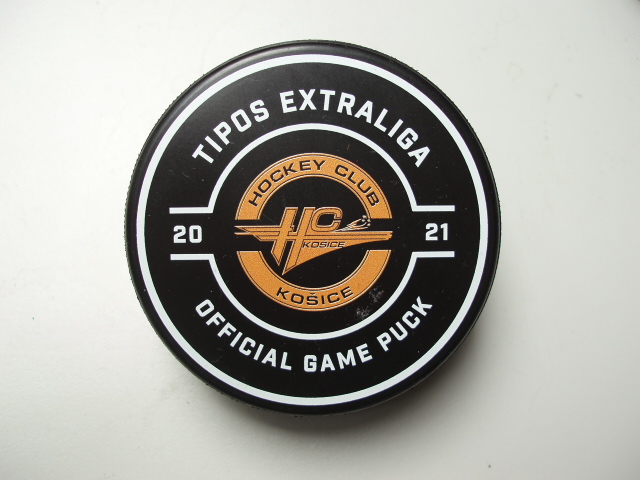 TIPOS EXTRALIGA
HOCKEY CLUB
HC
KOŠICE
20 21
KOŠICE
OFFICIAL GAME PUCK